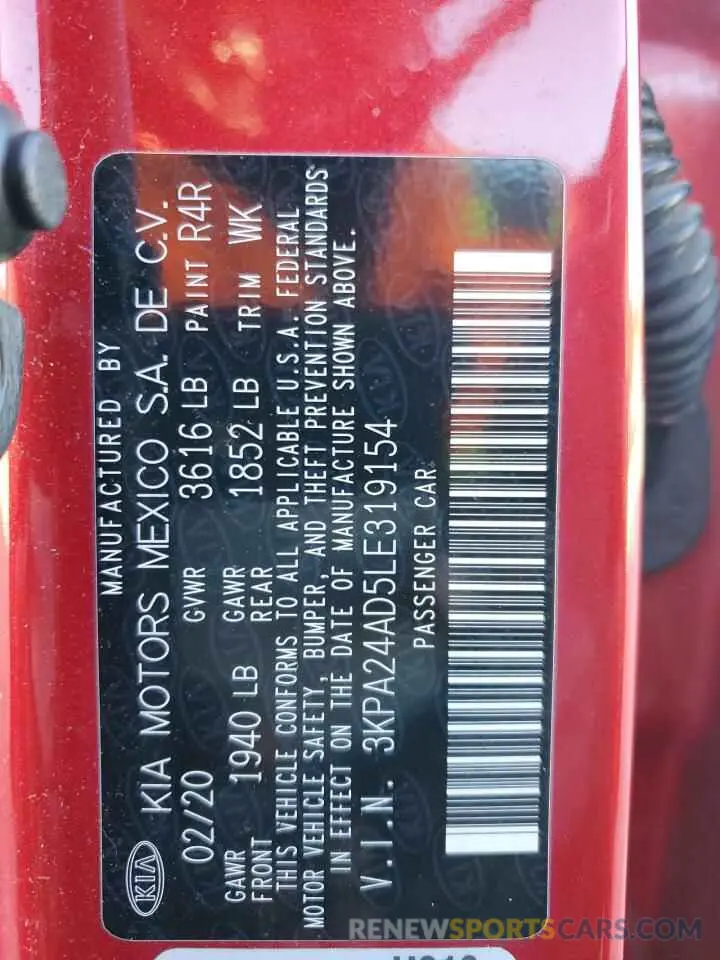 MANUFACTURED BY
KIA KIA MOTORS MEXICO S.A. DE C.V.
02/20 GVWR 3616 LB PAINT R4R
GAWR FRONT 1940 LB GAWR REAR 1852 LB TRIM WK
THIS VEHICLE CONFORMS TO ALL APPLICABLE U.S.A. FEDERAL
MOTOR VEHICLE SAFETY, BUMPER, AND THEFT PREVENTION STANDARDS
IN EFFECT ON THE DATE OF MANUFACTURE SHOWN ABOVE.
V.I.N. 3KPA24AD5LE319154
PASSENGER CAR
RENEWSPORTSCARS.COM